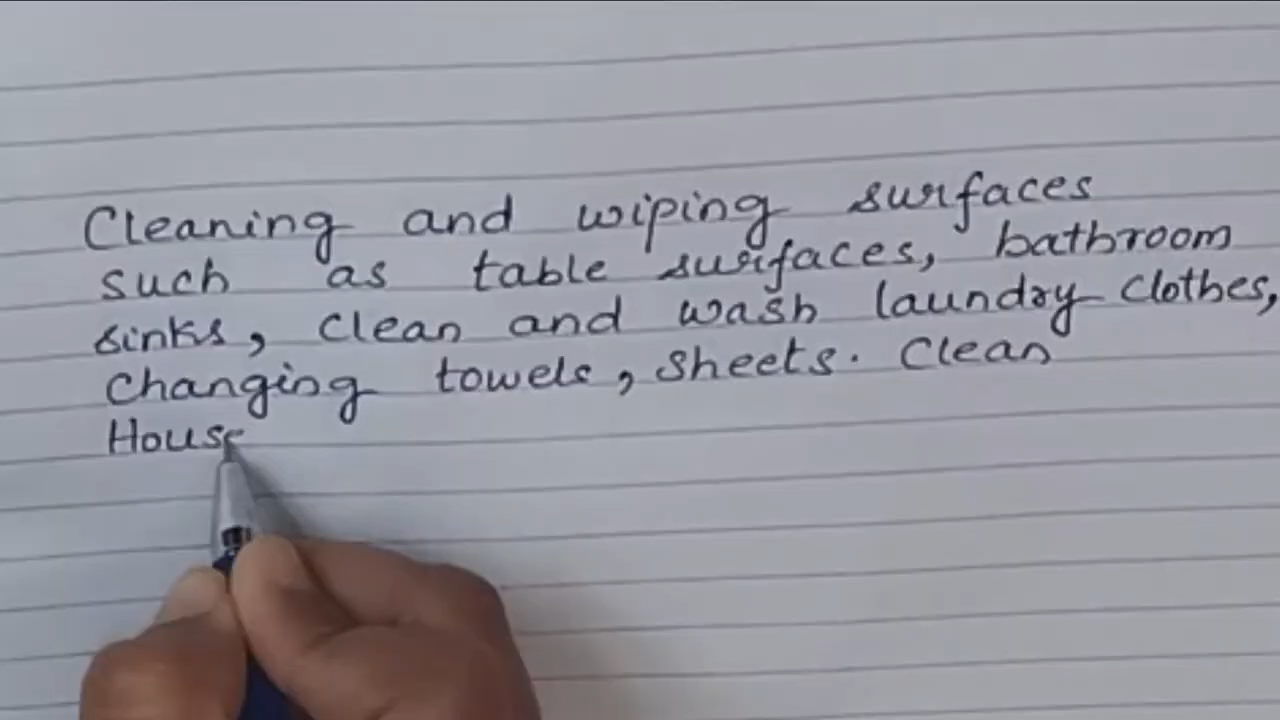 Cleaning and wiping surfaces
such as table surfaces, bathroom
sinks, clean and wash laundry clothes,
changing towels, sheets. Clean
House